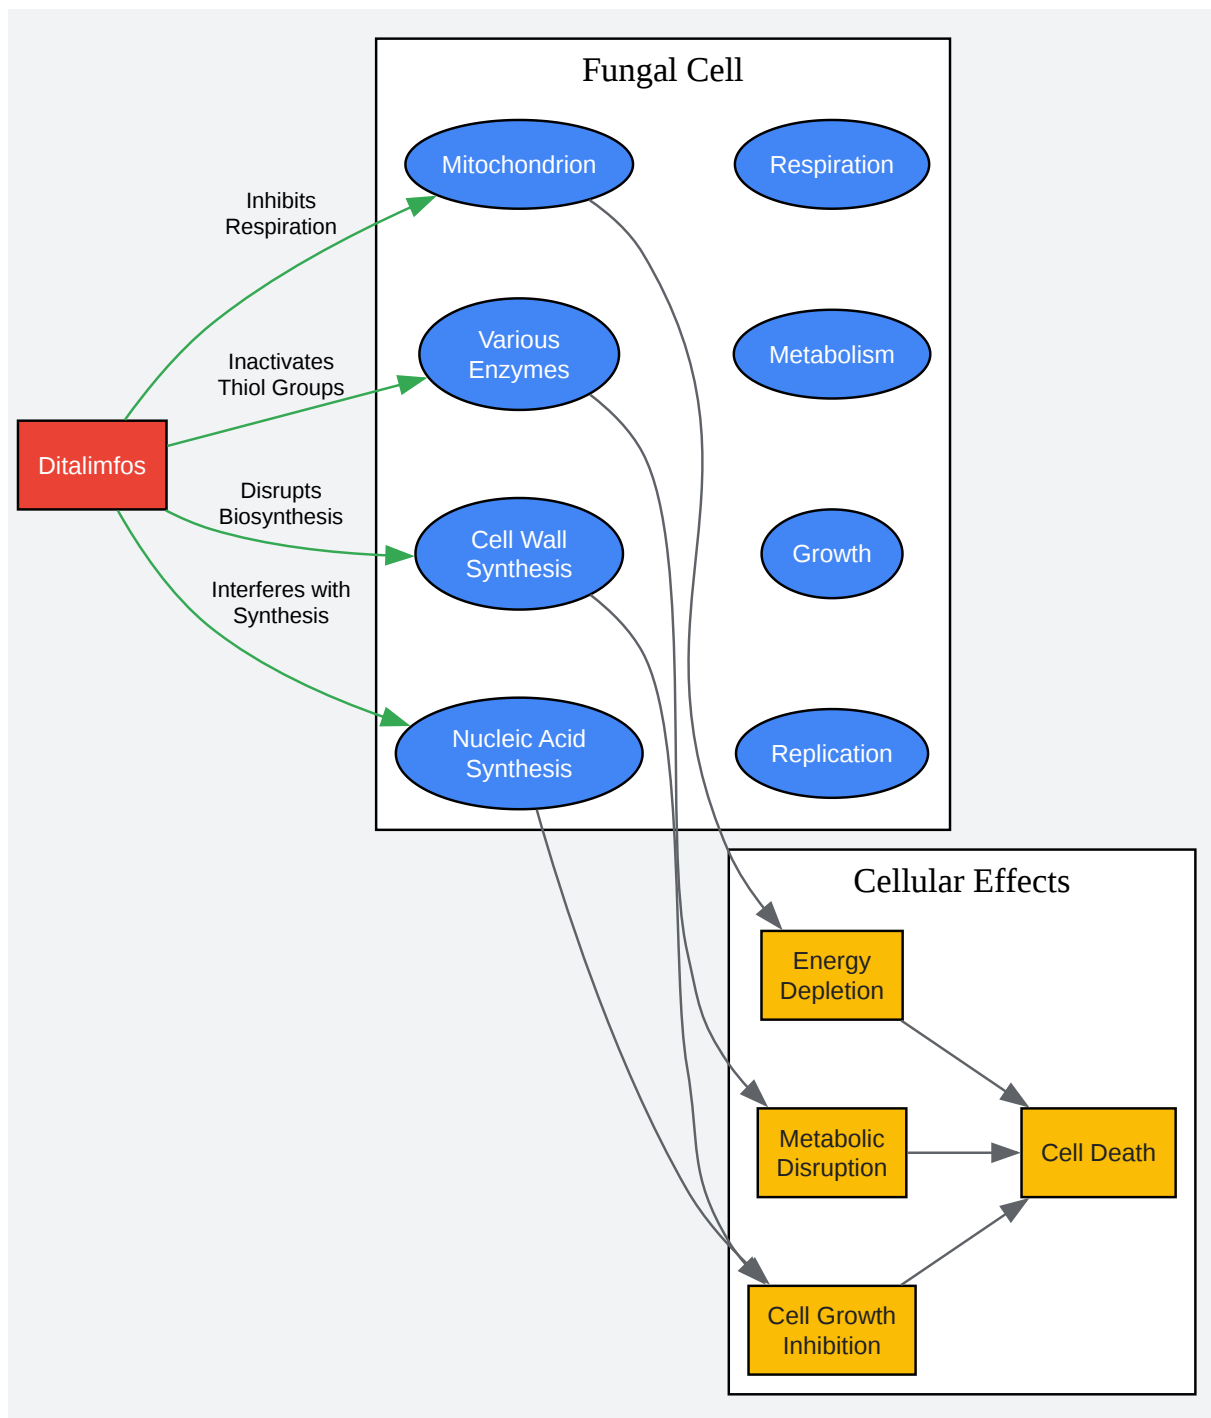 Fungal Cell
Mitochondrion
Respiration
Inhibits
Respiration
Various
Enzymes
Metabolism
Inactivates
Thiol Groups
Ditalimfos
Disrupts
Biosynthesis
Cell Wall
Synthesis
Growth
Interferes with
Synthesis
Nucleic Acid
Synthesis
Replication
Cellular Effects
Energy
Depletion
Metabolic
Disruption
Cell Death
Cell Growth
Inhibition